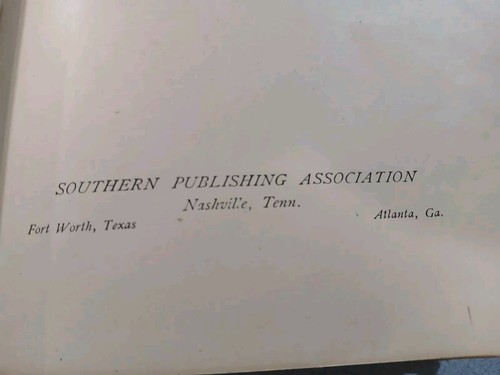 SOUTHERN PUBLISHING ASSOCIATION
Nashville, Tenn.
Fort Worth, Texas
Atlanta, Ga.